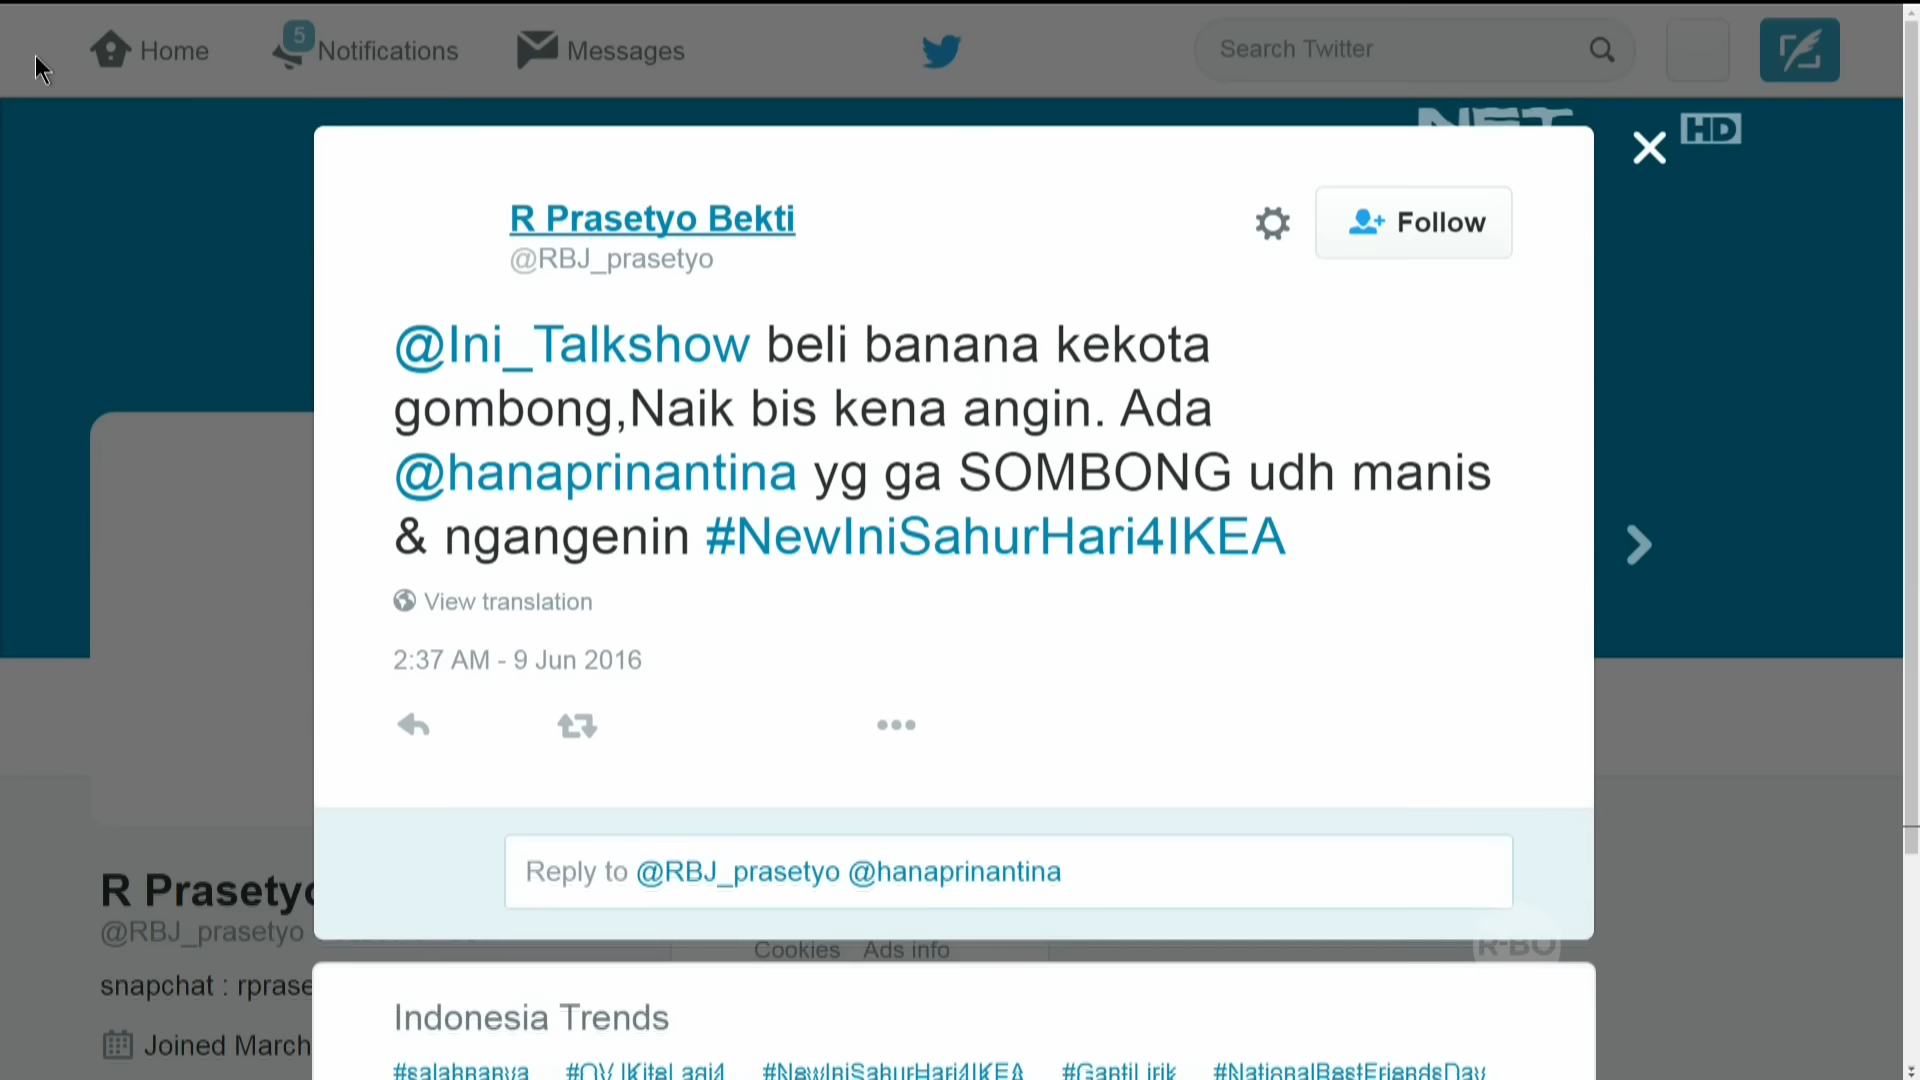 Home
5
Notifications
Messages
Search Twitter
HD
R Prasetyo Bekti
Follow
@RBJ_prasetyo
@Ini_Talkshow beli banana kekota
gombong,Naik bis kena angin. Ada
@hanaprinantina yg ga SOMBONG udh manis
& ngangenin #NewIniSahurHari4IKEA
View translation
2:37 AM - 9 Jun 2016
Reply to @RBJ_prasetyo @hanaprinantina
R Prasetyo
@RBJ_prasetyo
Cookies Ads info
R-BO
snapchat :
Indonesia Trends
Joined March
#salahnanya #NewIniSahurHari4IKEA #GantiLirik #NationalBestFriendsDay